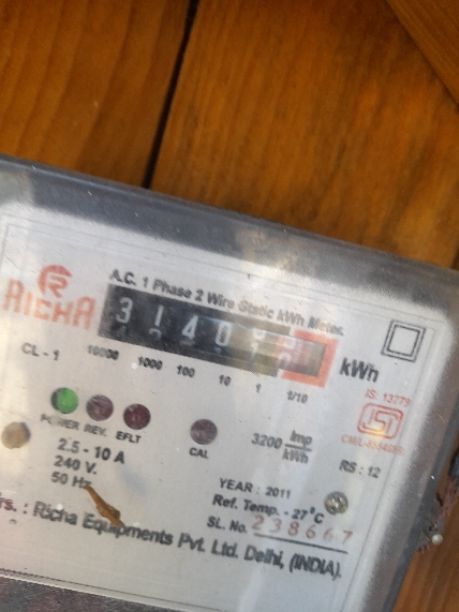 A.C. 1 Phase 2 Wire Static kWh Meter.
RICHA
3 1 4 0
kWh
CL - 1
10000 1000 100 10 1 1/10
IS: 13779
ISI
POWER REV. EFLT
CAL
3200 Imp/kWh
RS : 12
2.5 - 10 A
240 V.
50 Hz
YEAR : 2011
Ref. Temp. - 27°C
SL. No. 238667
rs. : Richa Equipments Pvt. Ltd. Delhi, (INDIA).